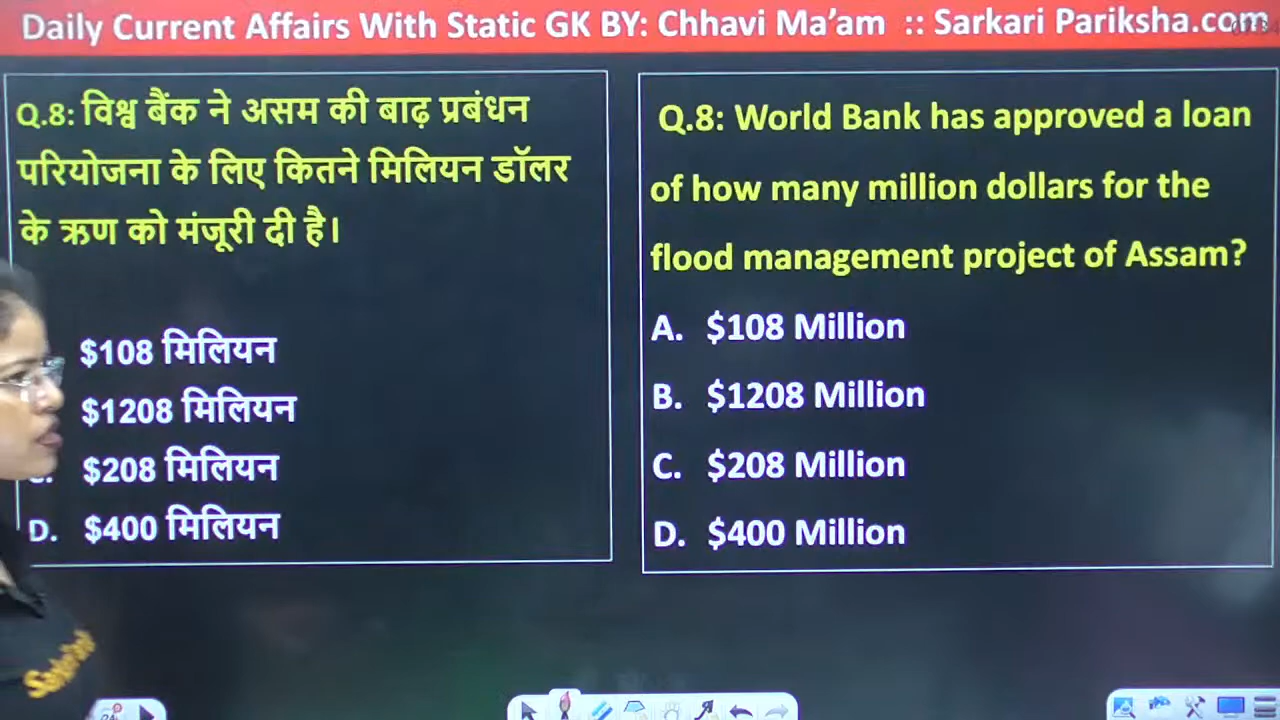 Daily Current Affairs With Static GK BY: Chhavi Ma’am :: Sarkari Pariksha.com
Q.8: विश्व बैंक ने असम की बाढ़ प्रबंधन
परियोजना के लिए कितने मिलियन डॉलर
के ऋण को मंजूरी दी है।
$108 मिलियन
$1208 मिलियन
$208 मिलियन
D. $400 मिलियन
Q.8: World Bank has approved a loan
of how many million dollars for the
flood management project of Assam?
A. $108 Million
B. $1208 Million
C. $208 Million
D. $400 Million